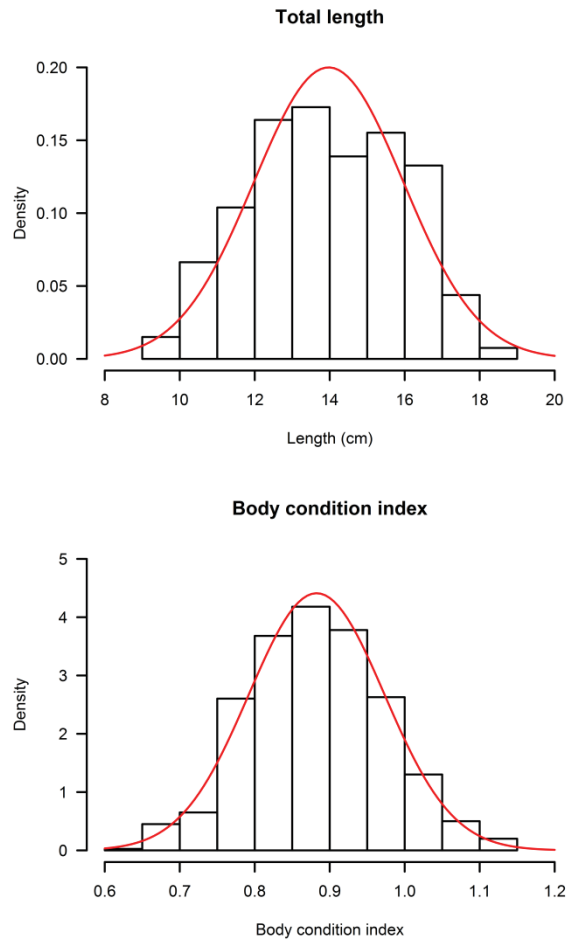 Total length
0.20
0.15
0.10
0.05
0.00
Density
8 10 12 14 16 18 20
Length (cm)
Body condition index
5
4
3
2
1
0
Density
0.6 0.7 0.8 0.9 1.0 1.1 1.2
Body condition index